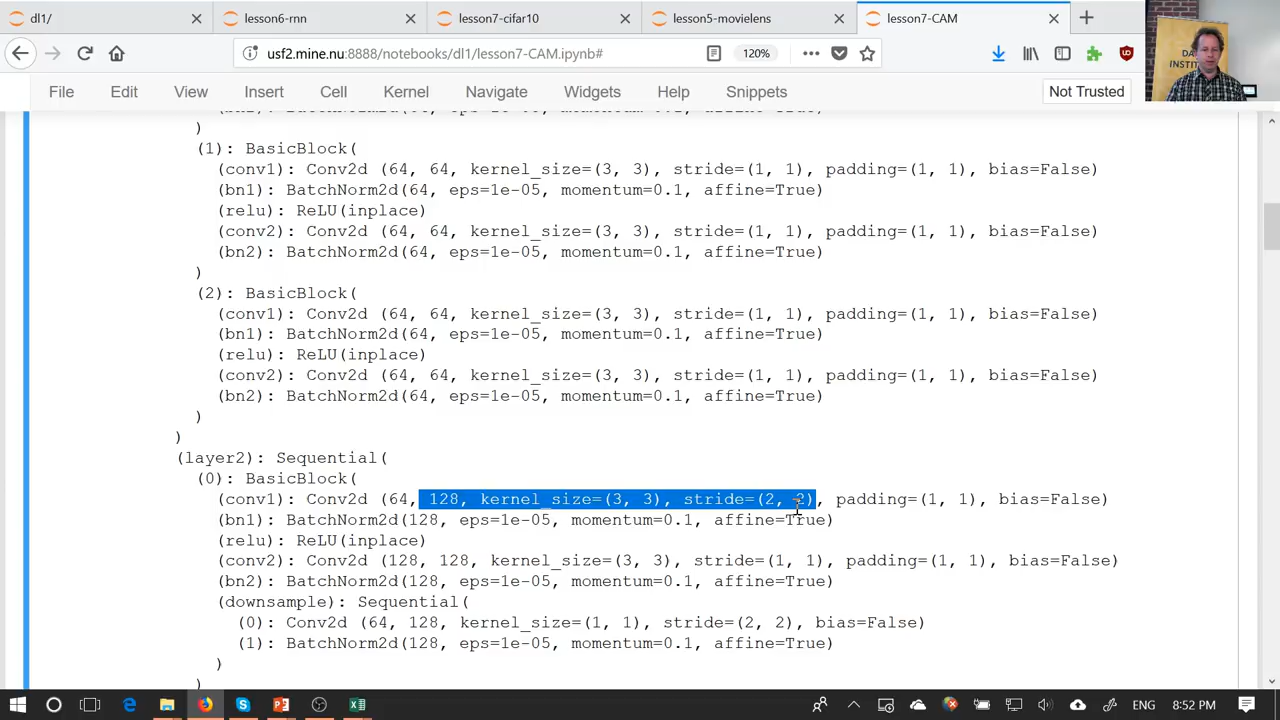 dl1/ lesson6-rnn lesson7-cifar10 lesson5-movielens lesson7-CAM
usf2.mine.nu:8888/notebooks/dl1/lesson7-CAM.ipynb# 120%
DA
INSTIT
File Edit View Insert Cell Kernel Navigate Widgets Snippets Help Not Trusted
)
(1): BasicBlock(
(conv1): Conv2d (64, 64, kernel_size=(3, 3), stride=(1, 1), padding=(1, 1), bias=False)
(bn1): BatchNorm2d(64, eps=1e-05, momentum=0.1, affine=True)
(relu): ReLU(inplace)
(conv2): Conv2d (64, 64, kernel_size=(3, 3), stride=(1, 1), padding=(1, 1), bias=False)
(bn2): BatchNorm2d(64, eps=1e-05, momentum=0.1, affine=True)
)
(2): BasicBlock(
(conv1): Conv2d (64, 64, kernel_size=(3, 3), stride=(1, 1), padding=(1, 1), bias=False)
(bn1): BatchNorm2d(64, eps=1e-05, momentum=0.1, affine=True)
(relu): ReLU(inplace)
(conv2): Conv2d (64, 64, kernel_size=(3, 3), stride=(1, 1), padding=(1, 1), bias=False)
(bn2): BatchNorm2d(64, eps=1e-05, momentum=0.1, affine=True)
)
)
(layer2): Sequential(
(0): BasicBlock(
(conv1): Conv2d (64, 128, kernel_size=(3, 3), stride=(2, 2), padding=(1, 1), bias=False)
(bn1): BatchNorm2d(128, eps=1e-05, momentum=0.1, affine=True)
(relu): ReLU(inplace)
(conv2): Conv2d (128, 128, kernel_size=(3, 3), stride=(1, 1), padding=(1, 1), bias=False)
(bn2): BatchNorm2d(128, eps=1e-05, momentum=0.1, affine=True)
(downsample): Sequential(
(0): Conv2d (64, 128, kernel_size=(1, 1), stride=(2, 2), bias=False)
(1): BatchNorm2d(128, eps=1e-05, momentum=0.1, affine=True)
)
)
ENG 8:52 PM